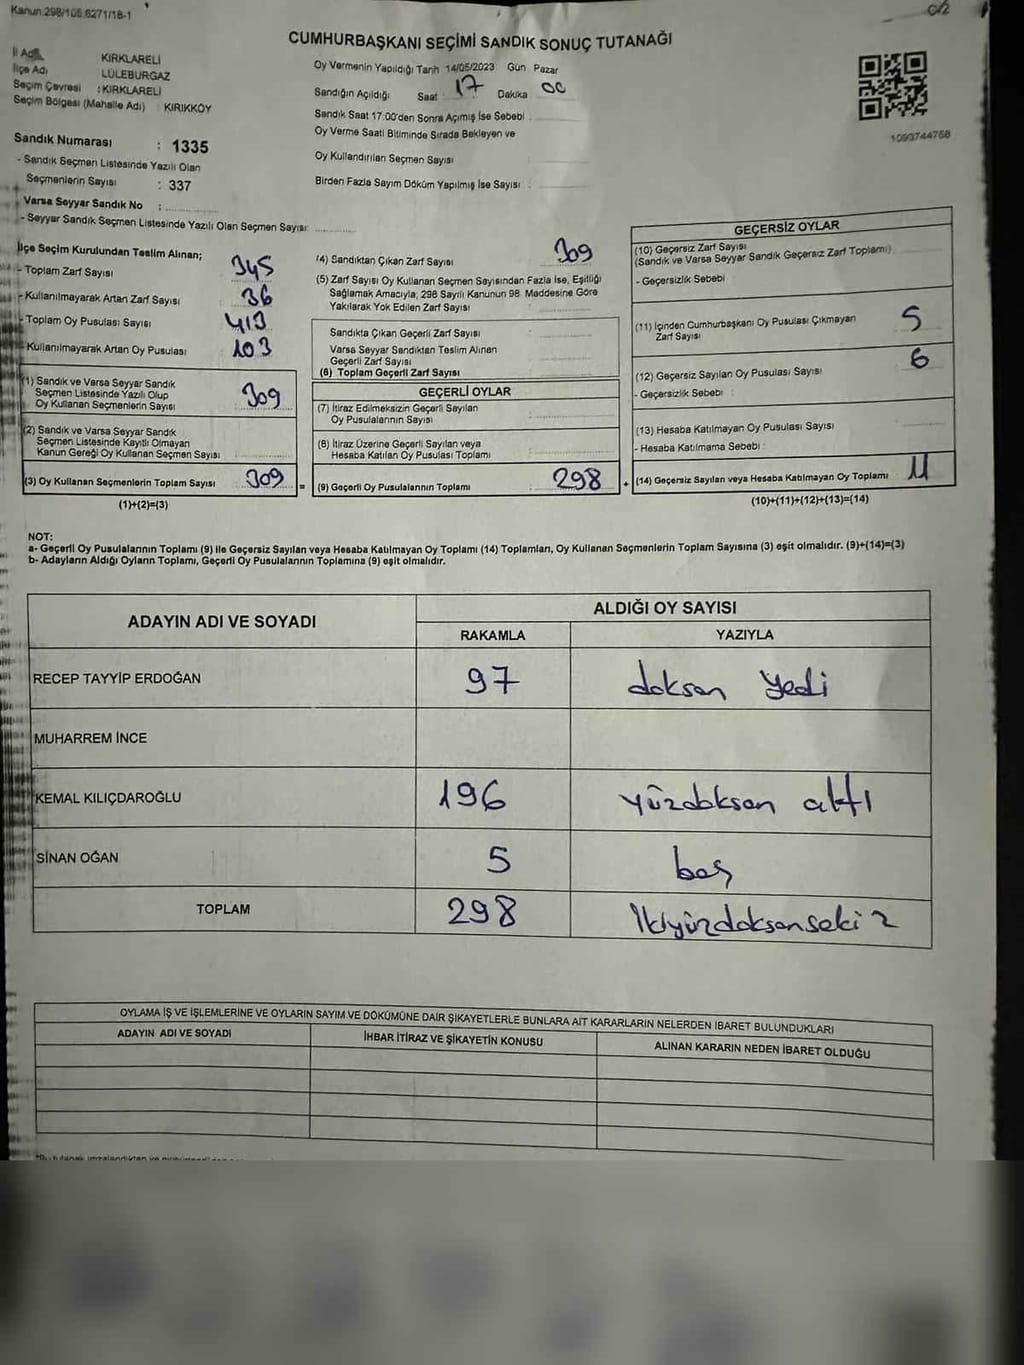 Kanun.298/105,6271/18-1
C/2
CUMHURBAŞKANI SEÇİMİ SANDIK SONUÇ TUTANAĞI
İl Adı KIRKLARELİ
İlçe Adı LÜLEBURGAZ
Seçim Çevresi : KIRKLARELİ
Seçim Bölgesi (Mahalle Adı) : KIRIKKÖY
Sandık Numarası : 1335
- Sandık Seçmen Listesinde Yazılı Olan
Seçmenlerin Sayısı : 337
Varsa Seyyar Sandık No :
- Seyyar Sandık Seçmen Listesinde Yazılı Olan Seçmen Sayısı:
Oy Vermenin Yapıldığı Tarih 14/05/2023 Gün Pazar
Sandığın Açıldığı Saat : 17 Dakika 00
Sandık Saat 17:00'den Sonra Açılmış İse Sebebi :
Oy Verme Saati Bitiminde Sırada Bekleyen ve
Oy Kullandırılan Seçmen Sayısı :
Birden Fazla Sayım Döküm Yapılmış İse Sayısı :
1093744758
İlçe Seçim Kurulundan Teslim Alınan;
- Toplam Zarf Sayısı 345
- Kullanılmayarak Artan Zarf Sayısı 36
- Toplam Oy Pusulası Sayısı 413
- Kullanılmayarak Artan Oy Pusulası 103
(1) Sandık ve Varsa Seyyar Sandık
Seçmen Listesinde Yazılı Olup
Oy Kullanan Seçmenlerin Sayısı 309
(2) Sandık ve Varsa Seyyar Sandık
Seçmen Listesinde Kayıtlı Olmayan
Kanun Gereği Oy Kullanan Seçmen Sayısı
(3) Oy Kullanan Seçmenlerin Toplam Sayısı 309 =
(1)+(2)=(3)
(4) Sandıktan Çıkan Zarf Sayısı 309
(5) Zarf Sayısı Oy Kullanan Seçmen Sayısından Fazla İse, Eşitliği
Sağlamak Amacıyla; 298 Sayılı Kanunun 98. Maddesine Göre
Yakılarak Yok Edilen Zarf Sayısı
Sandıkta Çıkan Geçerli Zarf Sayısı
Varsa Seyyar Sandıktan Teslim Alınan
Geçerli Zarf Sayısı
(6) Toplam Geçerli Zarf Sayısı
GEÇERLİ OYLAR
(7) İtiraz Edilmeksizin Geçerli Sayılan
Oy Pusulalarının Sayısı
(8) İtiraz Üzerine Geçerli Sayılan veya
Hesaba Katılan Oy Pusulası Toplamı
(9) Geçerli Oy Pusulalarının Toplamı : 298 +
GEÇERSİZ OYLAR
(10) Geçersiz Zarf Sayısı
(Sandık ve Varsa Seyyar Sandık Geçersiz Zarf Toplamı)
- Geçersizlik Sebebi
(11) İçinden Cumhurbaşkanı Oy Pusulası Çıkmayan 5
Zarf Sayısı
(12) Geçersiz Sayılan Oy Pusulası Sayısı 6
- Geçersizlik Sebebi :
(13) Hesaba Katılmayan Oy Pusulası Sayısı
- Hesaba Katılmama Sebebi :
(14) Geçersiz Sayılan veya Hesaba Katılmayan Oy Toplamı 11
(10)+(11)+(12)+(13)=(14)
NOT:
a- Geçerli Oy Pusulalarının Toplamı (9) ile Geçersiz Sayılan veya Hesaba Katılmayan Oy Toplamı (14) Toplamları, Oy Kullanan Seçmenlerin Toplam Sayısına (3) eşit olmalıdır. (9)+(14)=(3)
b- Adayların Aldığı Oyların Toplamı, Geçerli Oy Pusulalarının Toplamına (9) eşit olmalıdır.
ADAYIN ADI VE SOYADI ALDIĞI OY SAYISI
RAKAMLA YAZIYLA
RECEP TAYYİP ERDOĞAN 97 doksan yedi
MUHARREM İNCE
KEMAL KILIÇDAROĞLU 196 yüzdoksan altı
SİNAN OĞAN 5 beş
TOPLAM 298 İkiyüzdoksansekiz
OYLAMA İŞ VE İŞLEMLERİNE VE OYLARIN SAYIM VE DÖKÜMÜNE DAİR ŞİKAYETLERLE BUNLARA AİT KARARLARIN NELERDEN İBARET BULUNDUKLARI
ADAYIN ADI VE SOYADI İHBAR İTİRAZ VE ŞİKAYETİN KONUSU ALINAN KARARIN NEDEN İBARET OLDUĞU